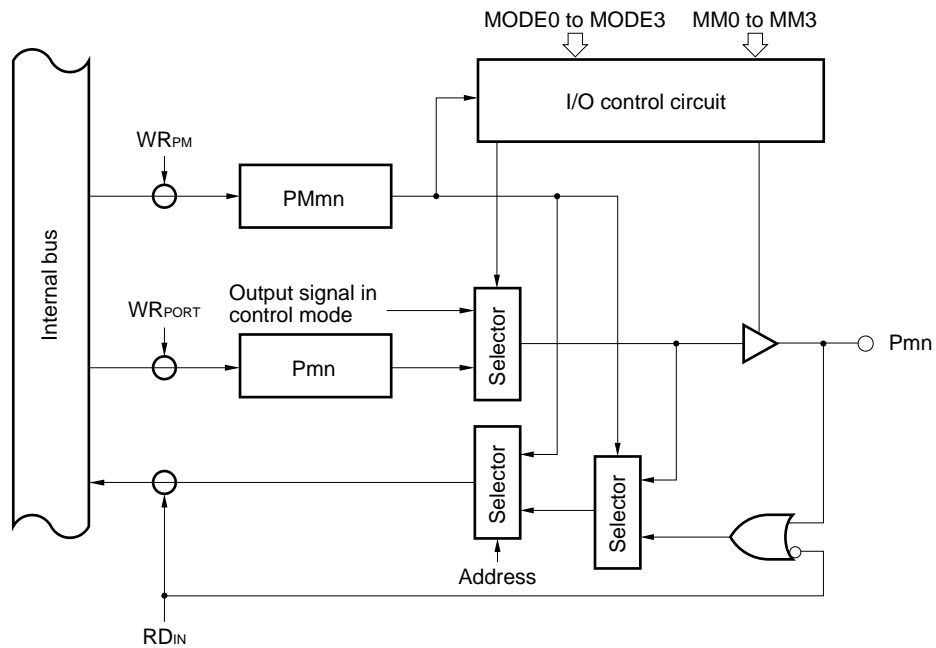 MODE0 to MODE3
MM0 to MM3
I/O control circuit
WRPM
PMmn
Internal bus
Output signal in
control mode
WRPORT
Pmn
Selector
Pmn
Selector
Selector
Address
RDIN